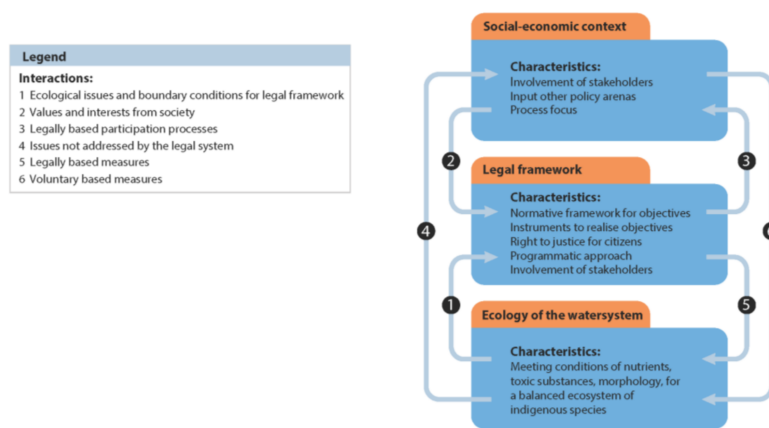 Legend
Interactions:
1 Ecological issues and boundary conditions for legal framework
2 Values and interests from society
3 Legally based participation processes
4 Issues not addressed by the legal system
5 Legally based measures
6 Voluntary based measures
Social-economic context
Characteristics:
Involvement of stakeholders
Input other policy arenas
Process focus
2
3
Legal framework
Characteristics:
Normative framework for objectives
Instruments to realise objectives
Right to justice for citizens
Programmatic approach
Involvement of stakeholders
4
1
5
Ecology of the watersystem
Characteristics:
Meeting conditions of nutrients,
toxic substances, morphology, for
a balanced ecosystem of
indigenous species